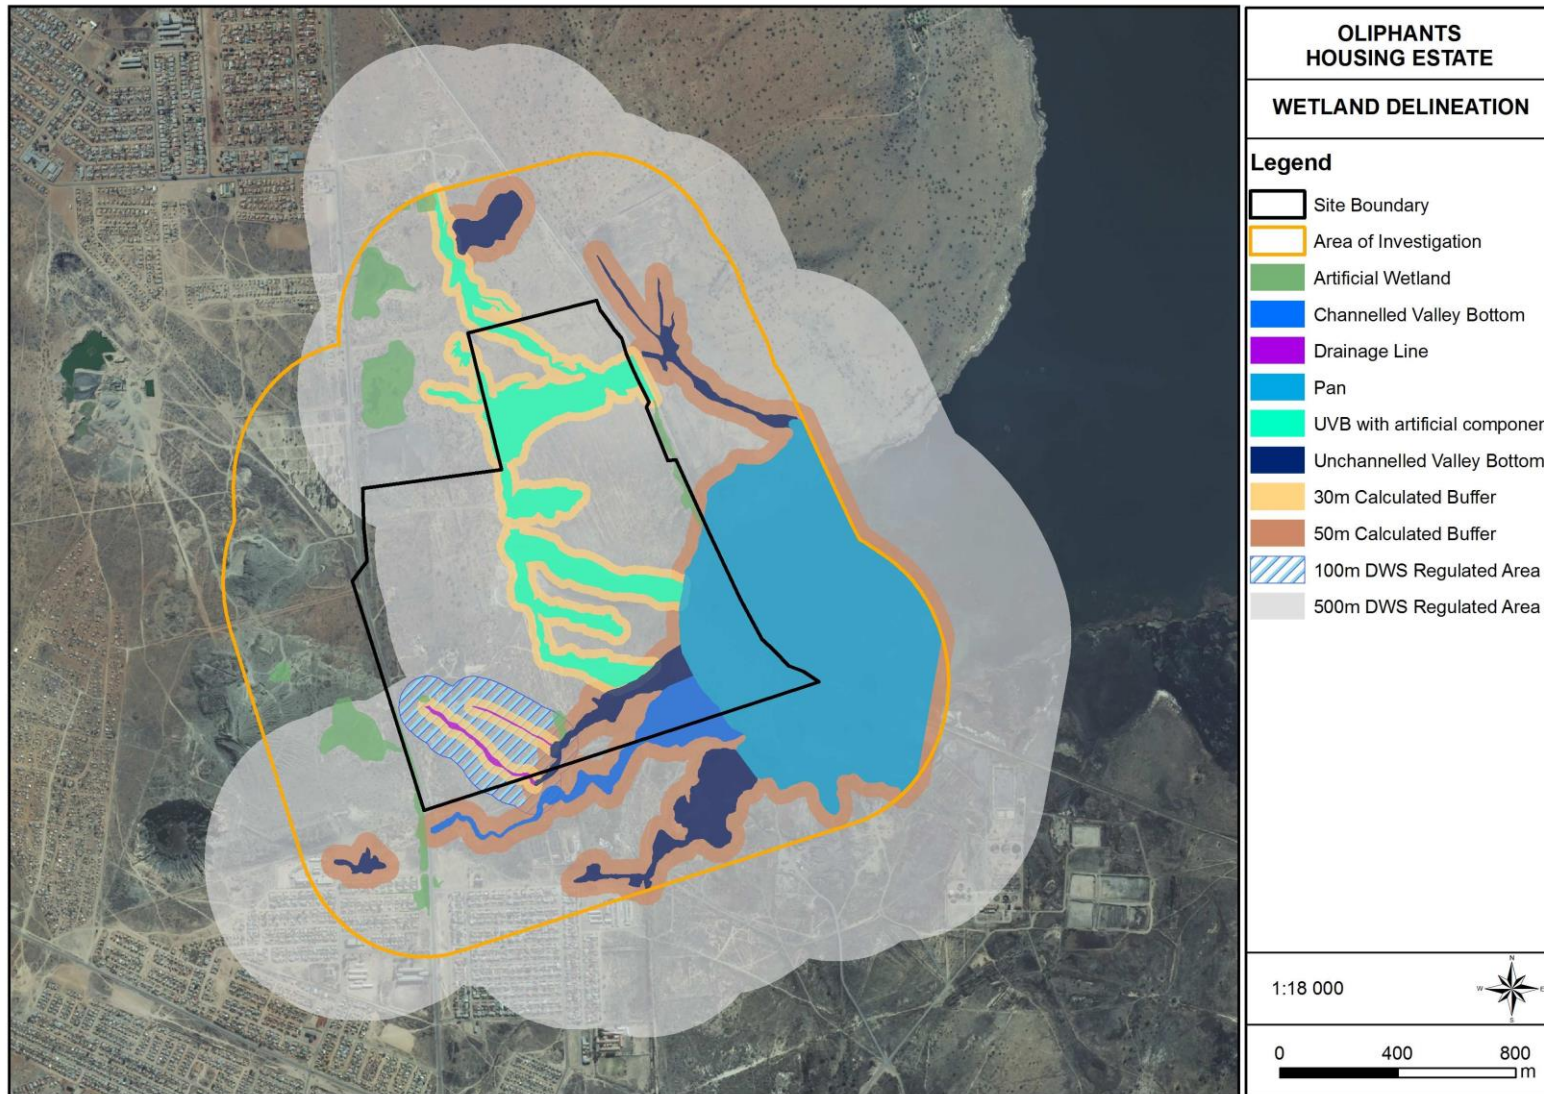 OLIPHANTS
HOUSING ESTATE
WETLAND DELINEATION
Legend
Site Boundary
Area of Investigation
Artificial Wetland
Channelled Valley Bottom
Drainage Line
Pan
UVB with artificial componen
Unchannelled Valley Bottom
30m Calculated Buffer
50m Calculated Buffer
100m DWS Regulated Area
500m DWS Regulated Area
1:18 000
N
W E
S
0 400 800
m